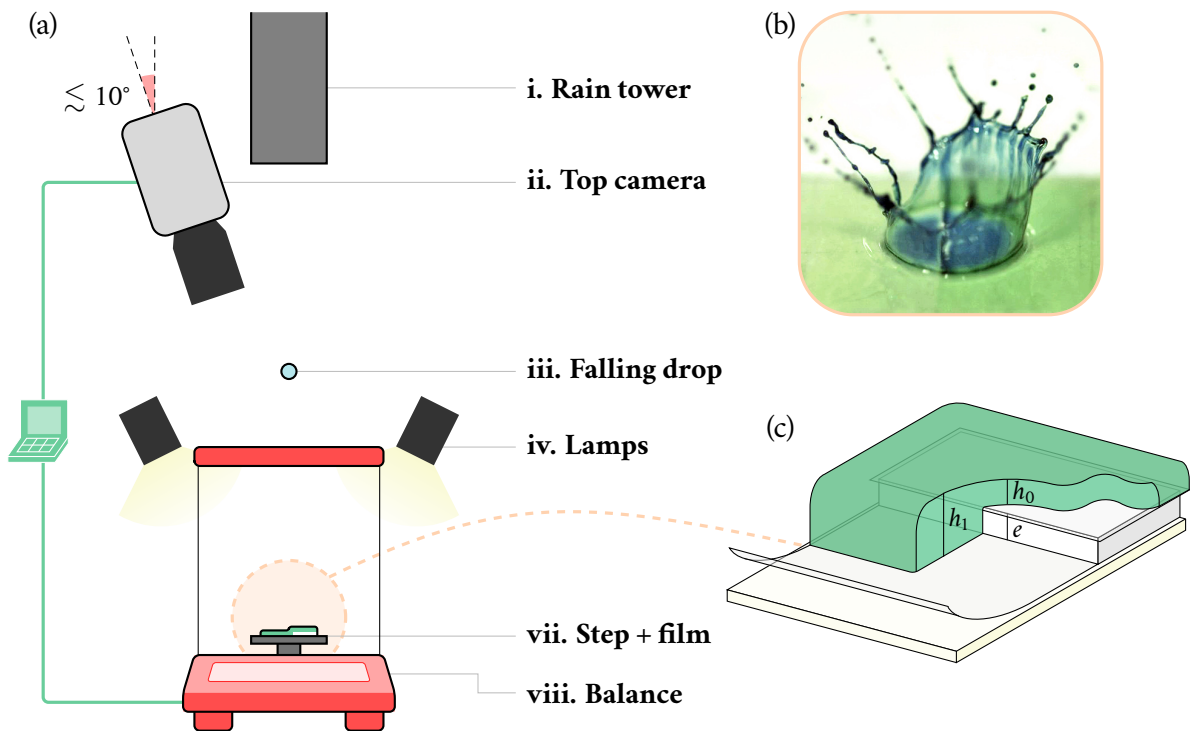 (a)
≲ 10°
i. Rain tower
ii. Top camera
iii. Falling drop
iv. Lamps
vii. Step + film
viii. Balance
(b)
(c)
h₁
h₀
e